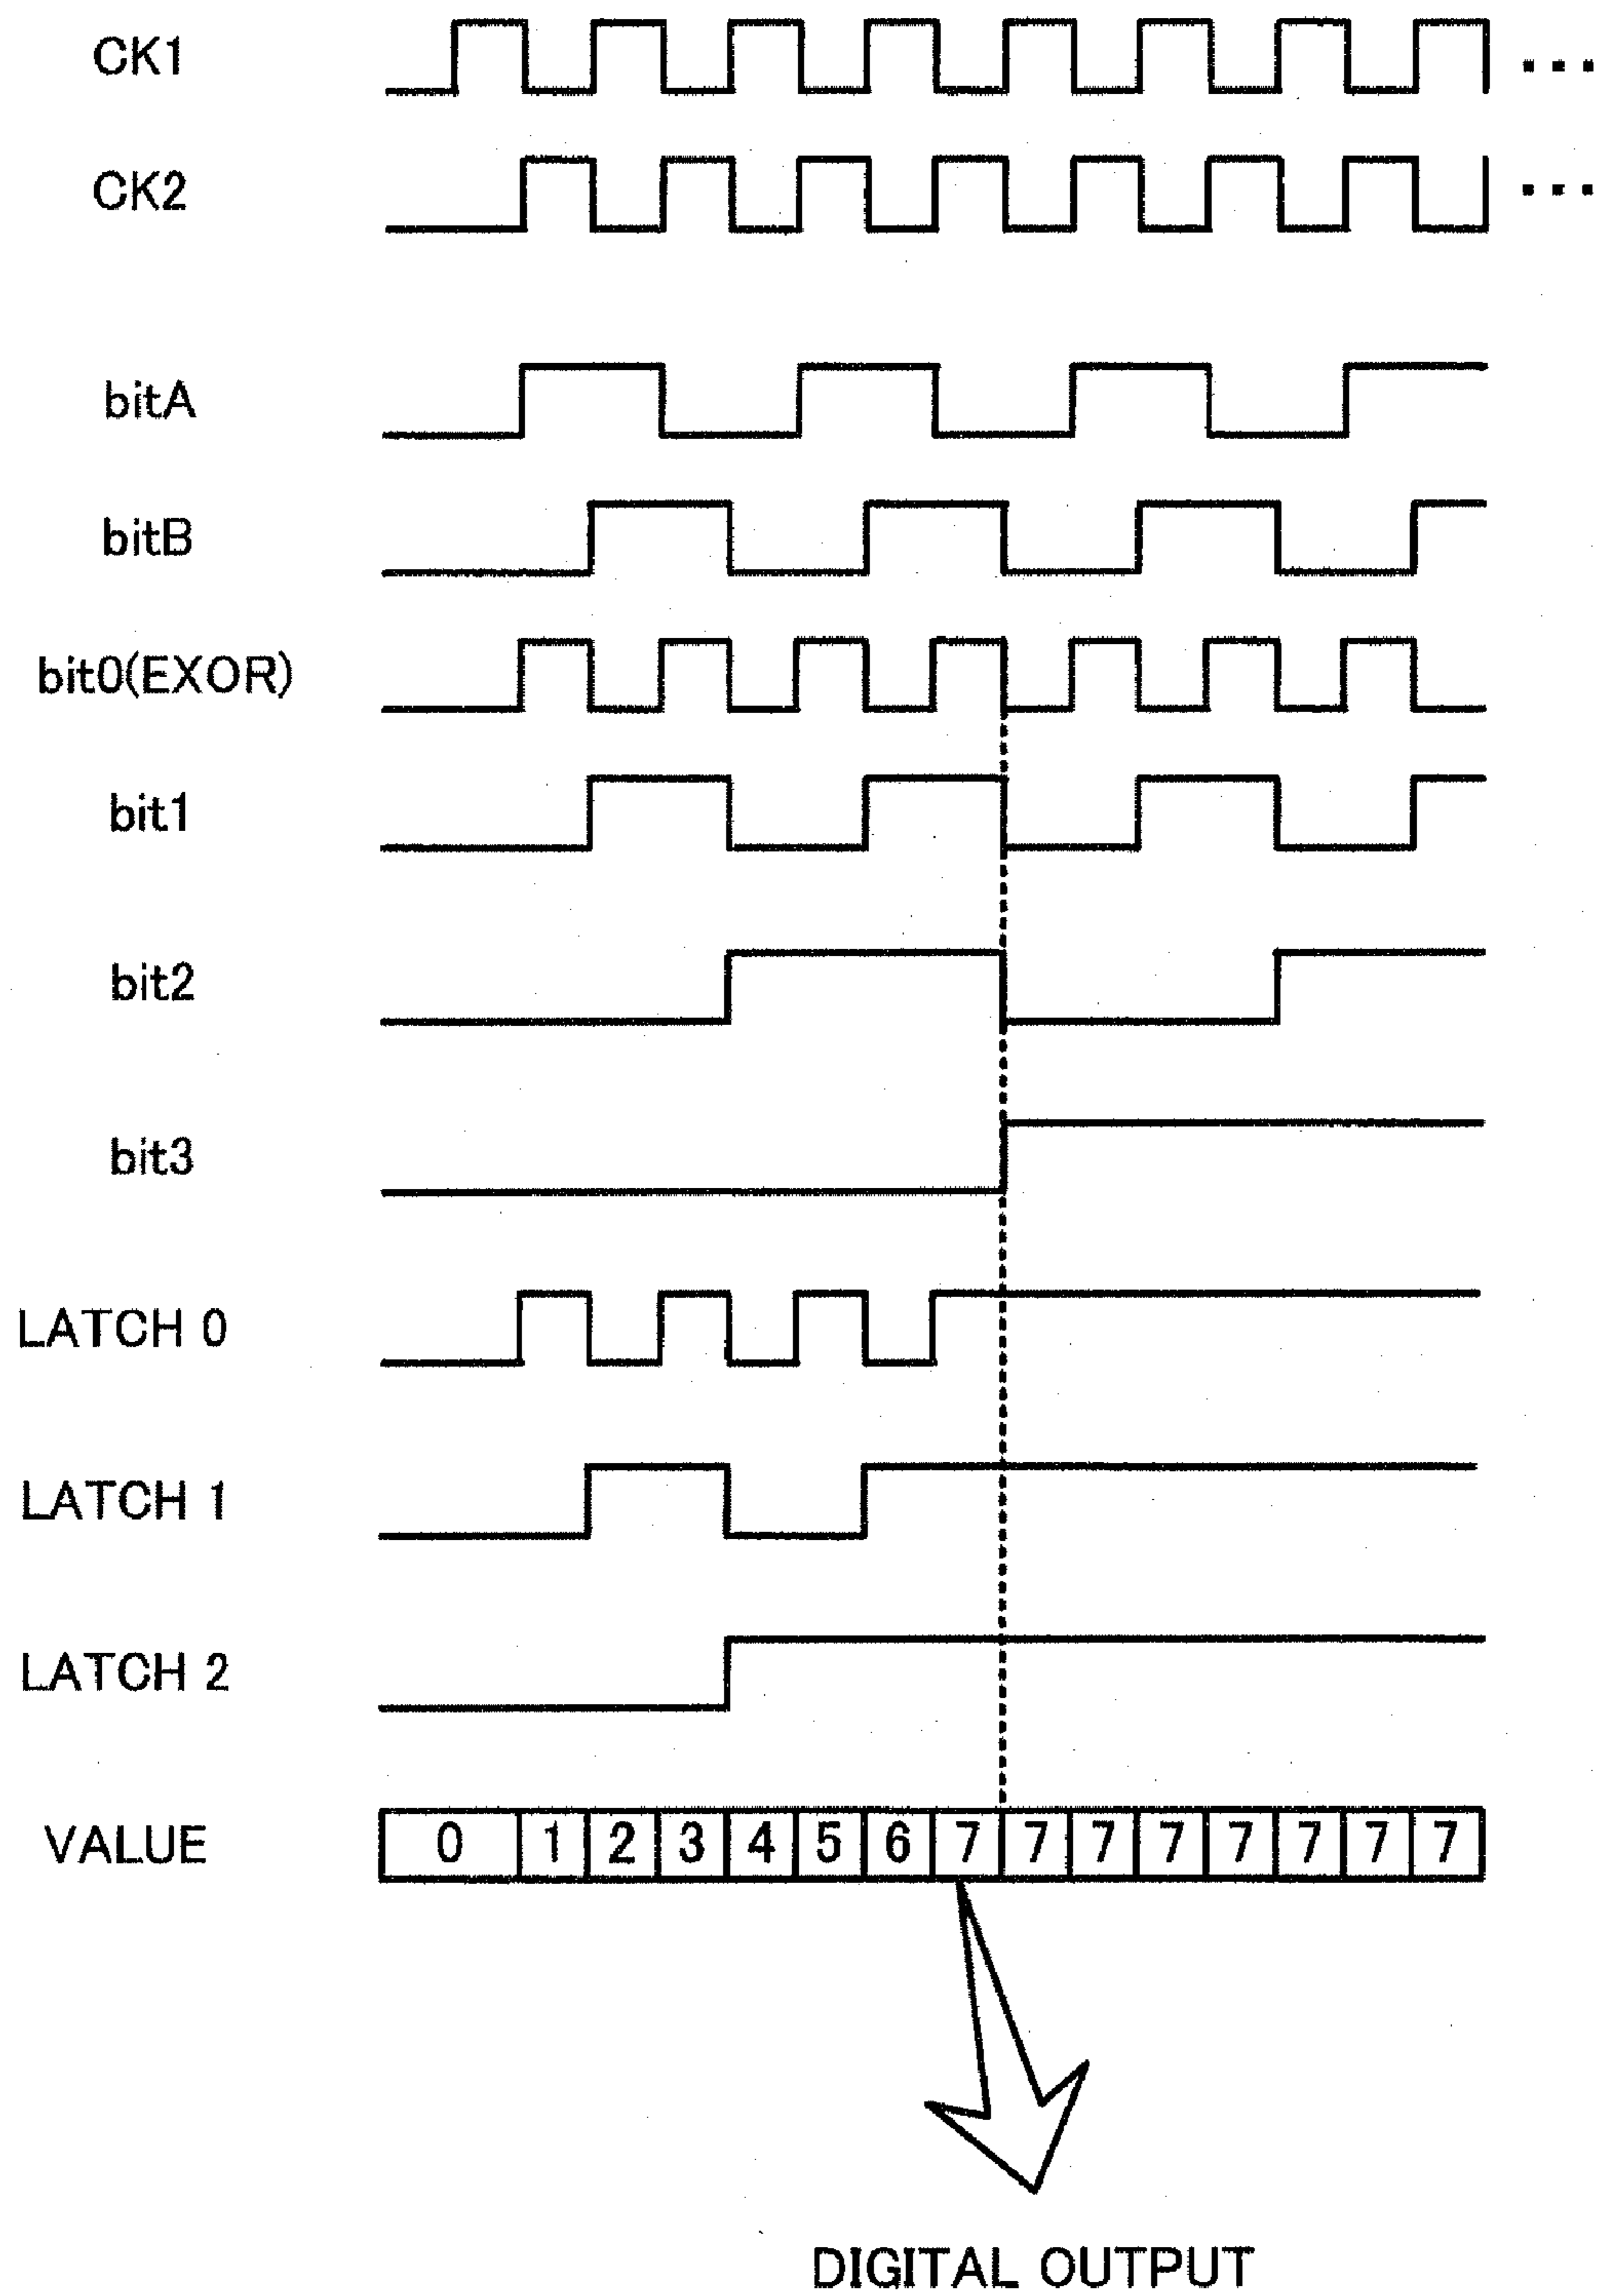 CK1 ...
CK2 ...
bitA
bitB
bit0(EXOR)
bit1
bit2
bit3
LATCH 0
LATCH 1
LATCH 2
VALUE 0 1 2 3 4 5 6 7 7 7 7 7 7 7 7
DIGITAL OUTPUT